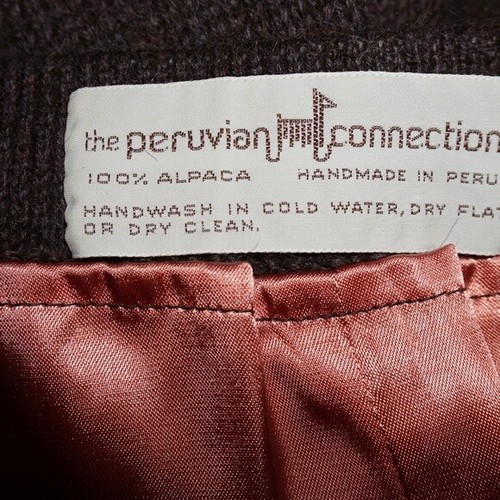 the peruvian connection
100% ALPACA HANDMADE IN PERU
HANDWASH IN COLD WATER, DRY FLAT
OR DRY CLEAN.